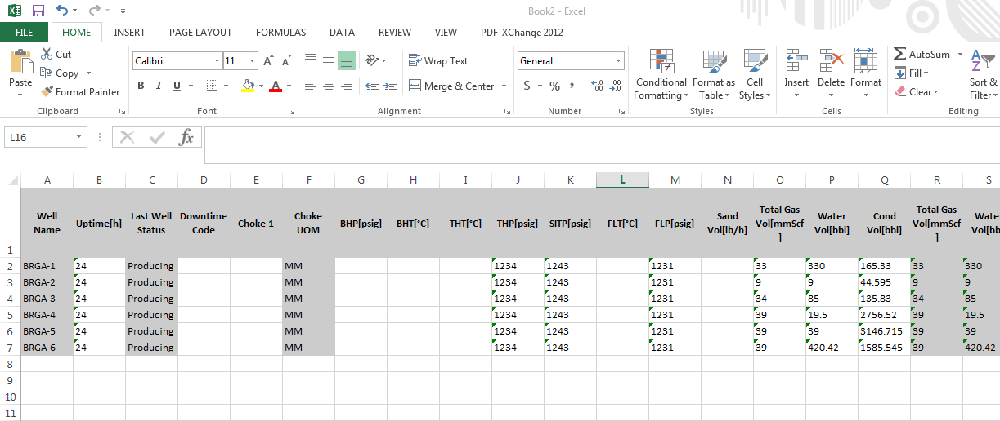 Book2 - Excel
FILE HOME INSERT PAGE LAYOUT FORMULAS DATA REVIEW VIEW PDF-XChange 2012
Paste
Cut
Copy
Format Painter
Clipboard
Calibri 11
B I U
Font
Wrap Text
Merge & Center
Alignment
General
$ % ,
Number
Conditional Formatting
Format as Table
Cell Styles
Styles
Insert
Delete
Format
Cells
AutoSum
Fill
Clear
Sort & Filter
Editing
L16
fx
A B C D E F G H I J K L M N O P Q R S
1 Well Name Uptime[h] Last Well Status Downtime Code Choke 1 Choke UOM BHP[psig] BHT[°C] THT[°C] THP[psig] SITP[psig] FLT[°C] FLP[psig] Sand Vol[lb/h] Total Gas Vol[mmScf] Water Vol[bbl] Cond Vol[bbl] Total Gas Vol[mmScf]
2 BRGA-1 24 Producing MM 1234 1243 1231 33 330 165.33 33 330
3 BRGA-2 24 Producing MM 1234 1243 1231 9 9 44.595 9 9
4 BRGA-3 24 Producing MM 1234 1243 1231 34 85 135.83 34 85
5 BRGA-4 24 Producing MM 1234 1243 1231 39 19.5 2756.52 39 19.5
6 BRGA-5 24 Producing MM 1234 1243 1231 39 39 3146.715 39 39
7 BRGA-6 24 Producing MM 1234 1243 1231 39 420.42 1585.545 39 420.42
8
9
10
11